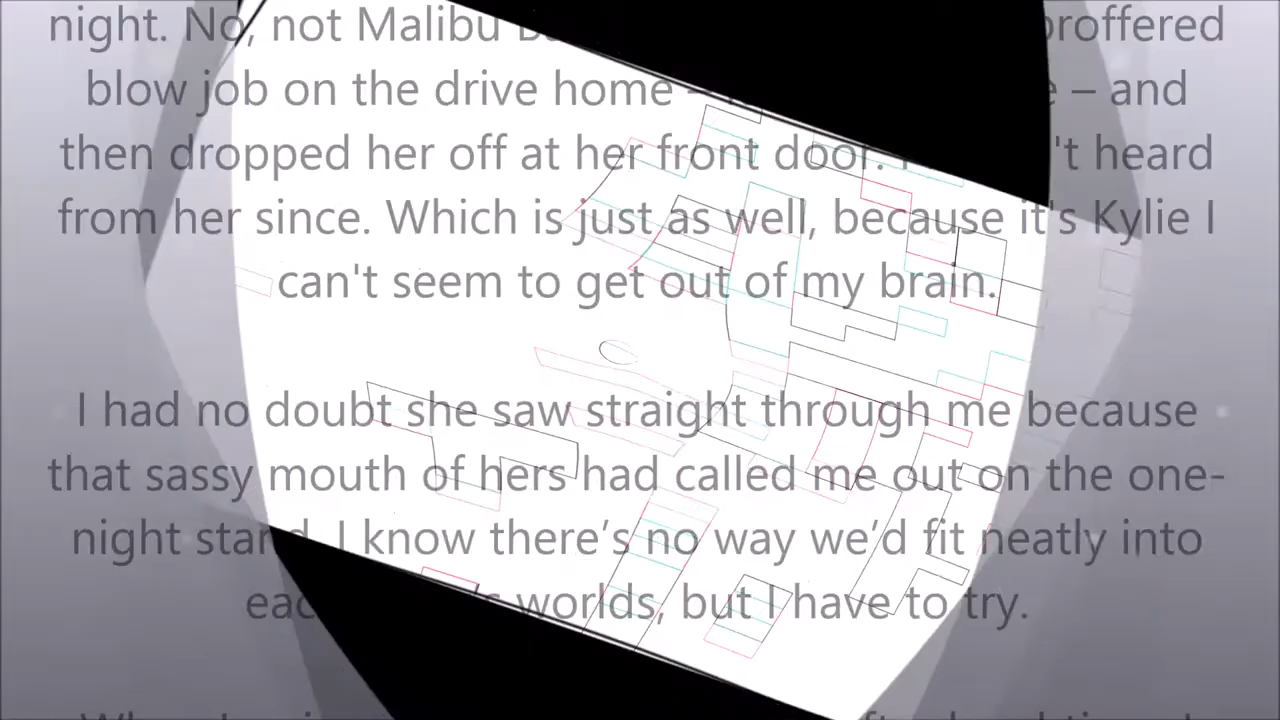 night. No, not Malibu proffered
blow job on the drive home – – and
then dropped her off at her front door. 't heard
from her since. Which is just as well, because it's Kylie I
can't seem to get out of my brain.
I had no doubt she saw straight through me because
that sassy mouth of hers had called me out on the one-
night stand. I know there’s no way we’d fit neatly into
worlds, but I have to try.